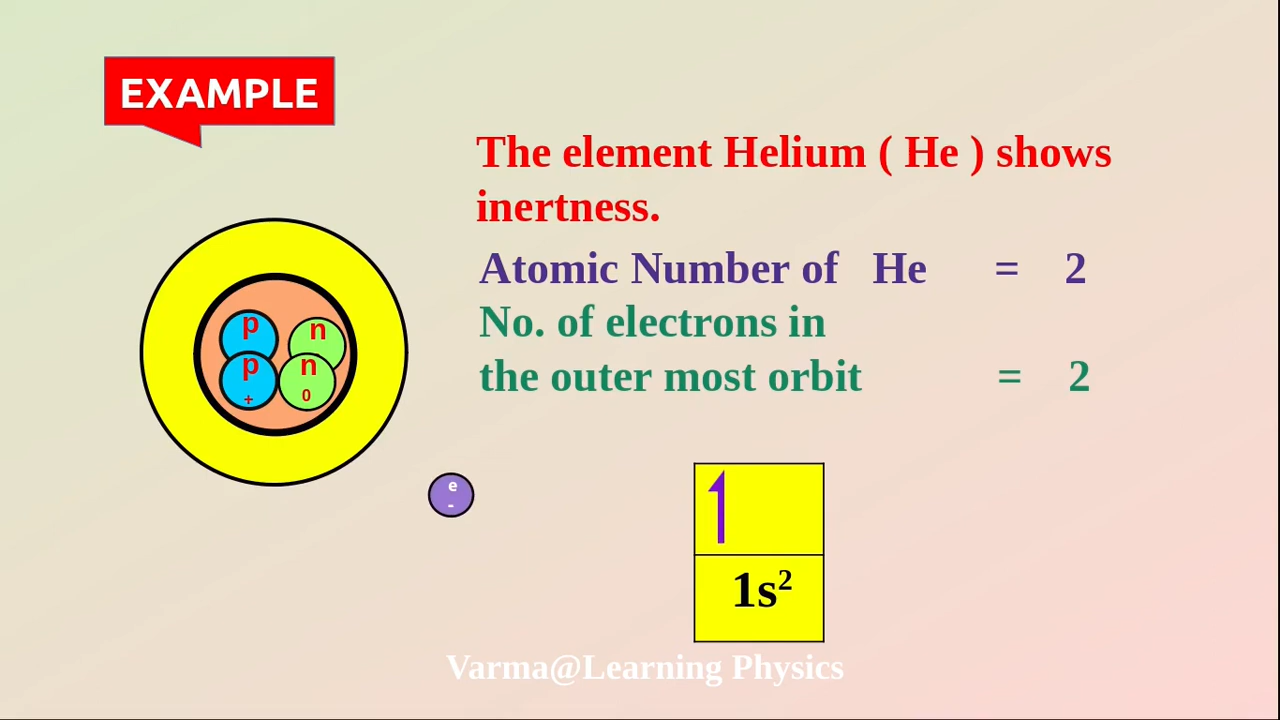 EXAMPLE
The element Helium ( He ) shows
inertness.
Atomic Number of He = 2
No. of electrons in
the outer most orbit = 2
p n
p n
+ 0
e
-
1s²
Varma@Learning Physics